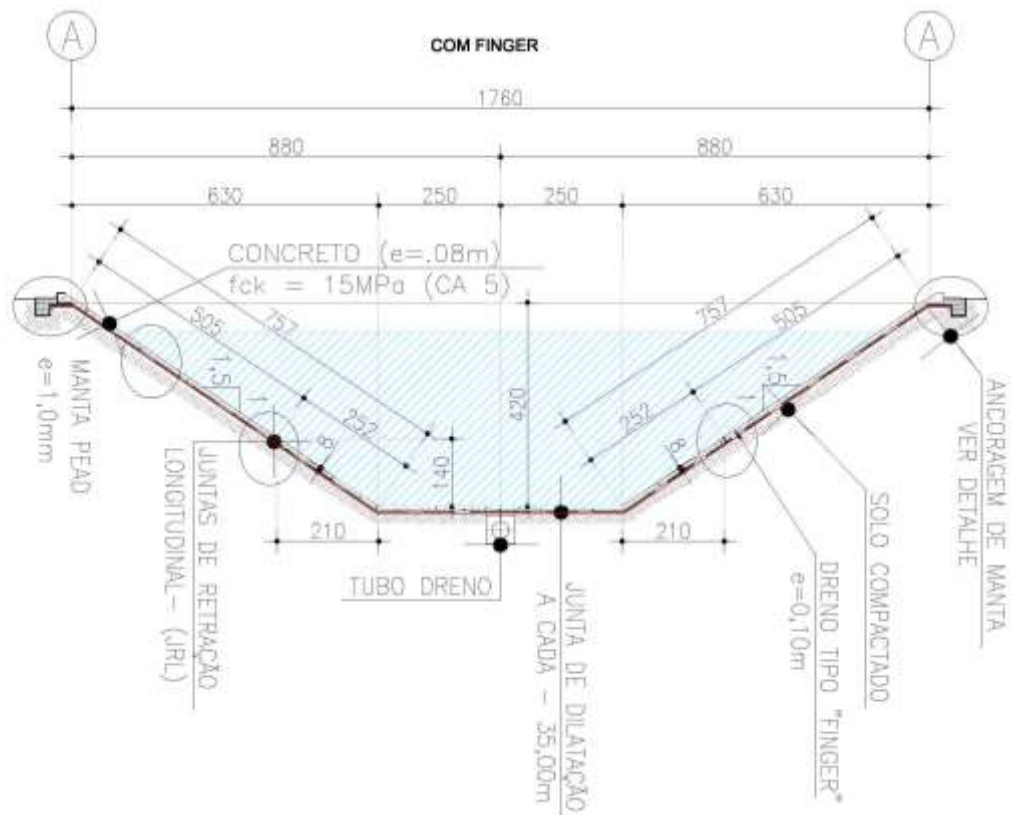 A
A
COM FINGER
1760
880
880
630
250
250
630
CONCRETO (e=.08m)
fck = 15MPa (CA 5)
757
505
252
1,5
1
8
140
420
757
505
252
1,5
1
8
210
210
MANTA PEAD
e=1,0mm
JUNTAS DE RETRAÇÃO
LONGITUDINAL- (JRL)
TUBO DRENO
JUNTA DE DILATAÇÃO
A CADA - 35,00m
DRENO TIPO "FINGER"
e=0,10m
SOLO COMPACTADO
ANCORAGEM DE MANTA
VER DETALHE